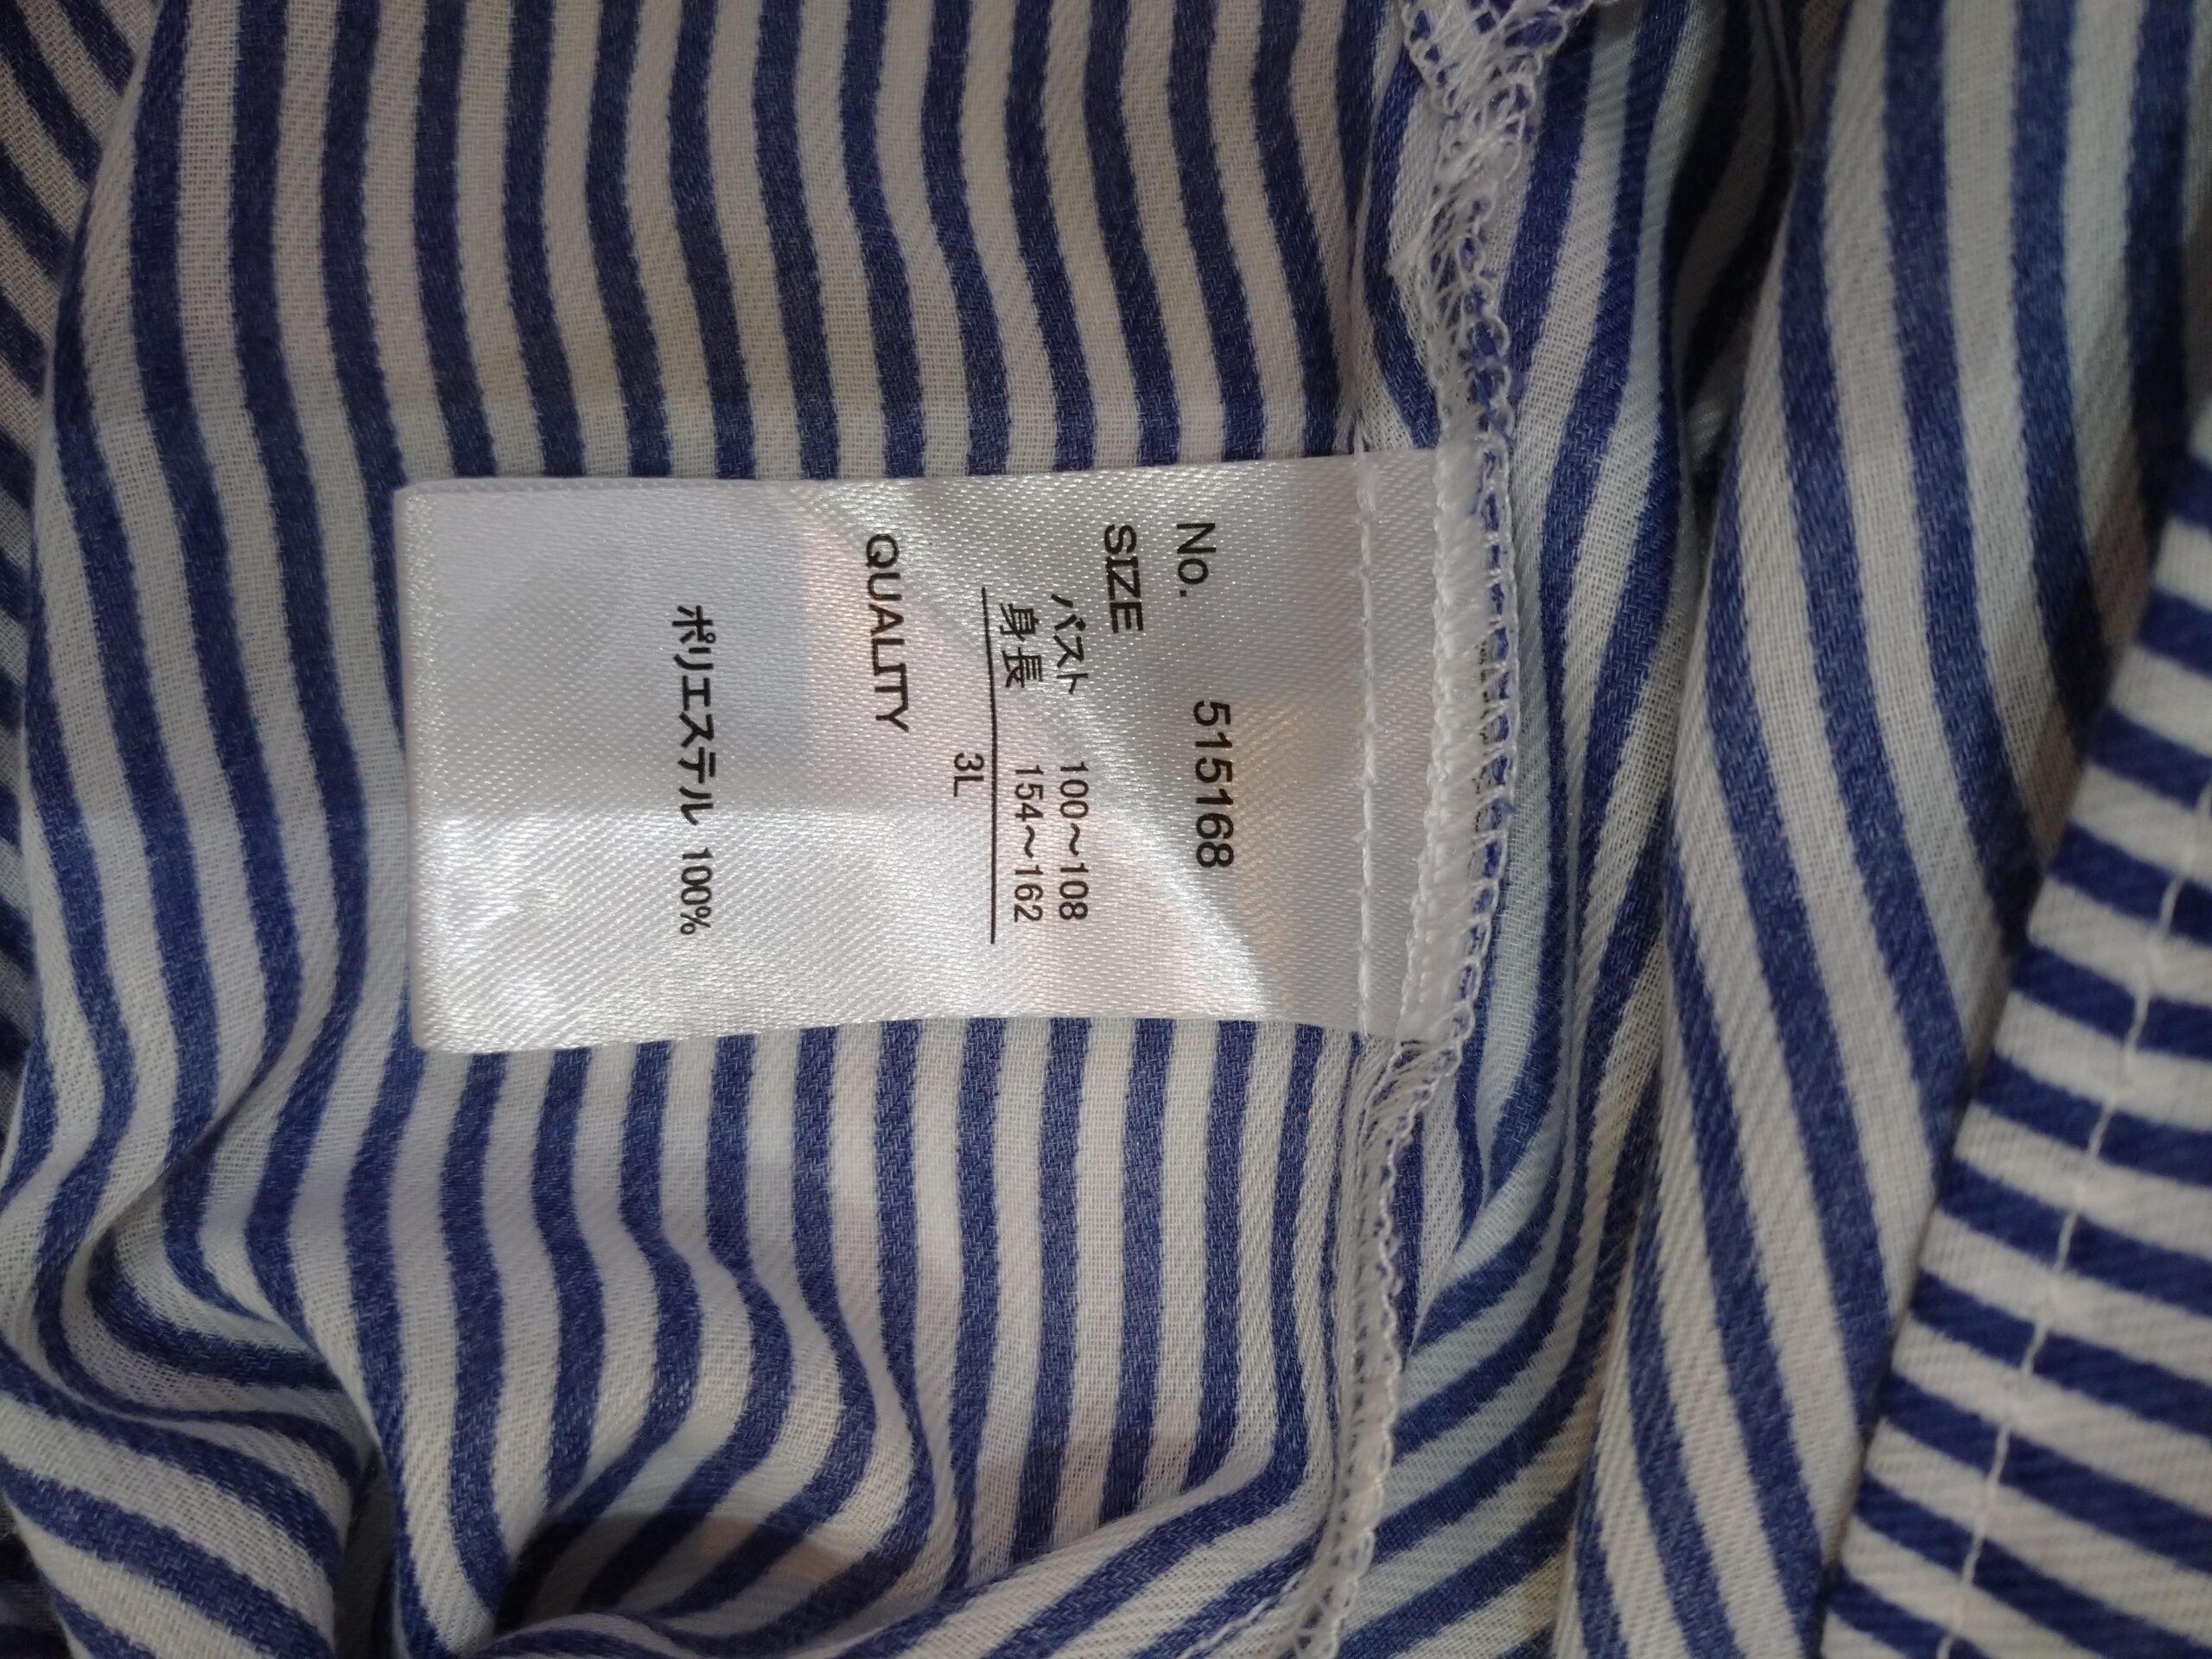 No. 515168
SIZE
バスト 100～108
身長 154～162
3L
QUALITY
ポリエステル 100%